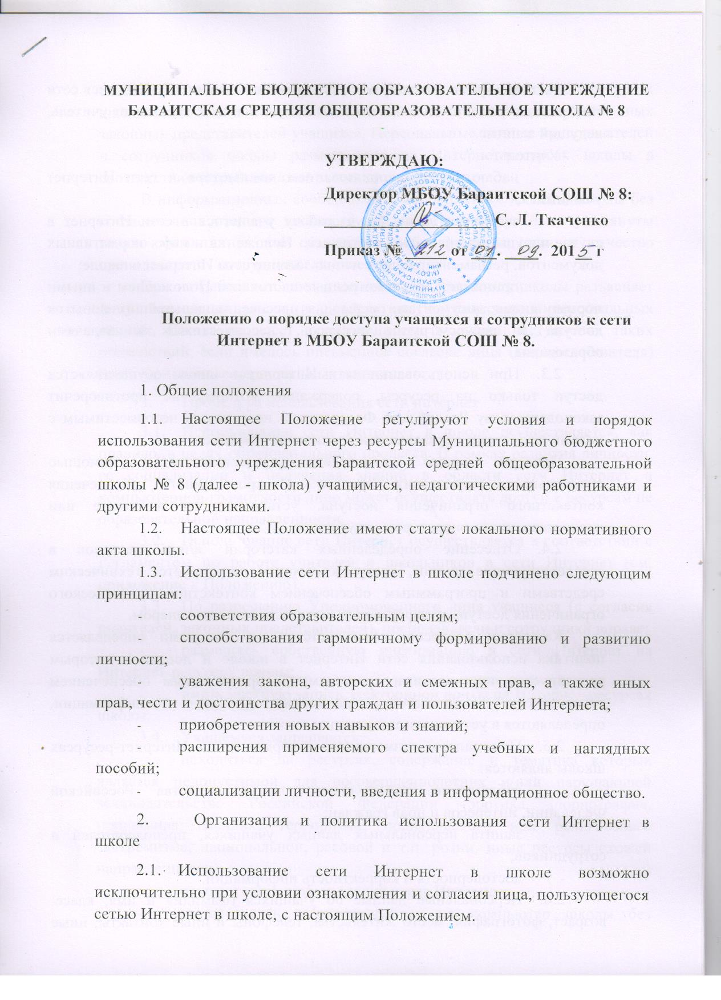 МУНИЦИПАЛЬНОЕ БЮДЖЕТНОЕ ОБРАЗОВАТЕЛЬНОЕ УЧРЕЖДЕНИЕ
БАРАИТСКАЯ СРЕДНЯЯ ОБЩЕОБРАЗОВАТЕЛЬНАЯ ШКОЛА № 8
УТВЕРЖДАЮ:
Директор МБОУ Бараитской СОШ № 8:
С. Л. Ткаченко
Приказ № 212 от 01. 09. 2015 г
Положению о порядке доступа учащихся и сотрудников к сети
Интернет в МБОУ Бараитской СОШ № 8.
1. Общие положения
1.1. Настоящее Положение регулируют условия и порядок
использования сети Интернет через ресурсы Муниципального бюджетного
образовательного учреждения Бараитской средней общеобразовательной
школы № 8 (далее - школа) учащимися, педагогическими работниками и
другими сотрудниками.
1.2. Настоящее Положение имеют статус локального нормативного
акта школы.
1.3. Использование сети Интернет в школе подчинено следующим
принципам:
- соответствия образовательным целям;
- способствования гармоничному формированию и развитию
личности;
- уважения закона, авторских и смежных прав, а также иных
прав, чести и достоинства других граждан и пользователей Интернета;
- приобретения новых навыков и знаний;
- расширения применяемого спектра учебных и наглядных
пособий;
- социализации личности, введения в информационное общество.
2. Организация и политика использования сети Интернет в
школе
2.1. Использование сети Интернет в школе возможно
исключительно при условии ознакомления и согласия лица, пользующегося
сетью Интернет в школе, с настоящим Положением.